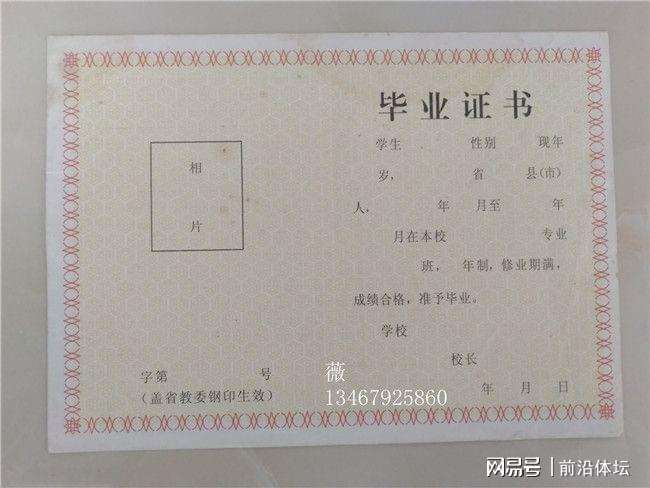 毕业证书
相
片
学生 性别 现年
岁， 省 县(市)
人， 年 月至 年
月在本校 专业
班， 年制，修业期满，
成绩合格，准予毕业。
学校
校长
字第 号
(盖省教委钢印生效)
年 月 日
薇
13467925860
网易号 前沿体坛